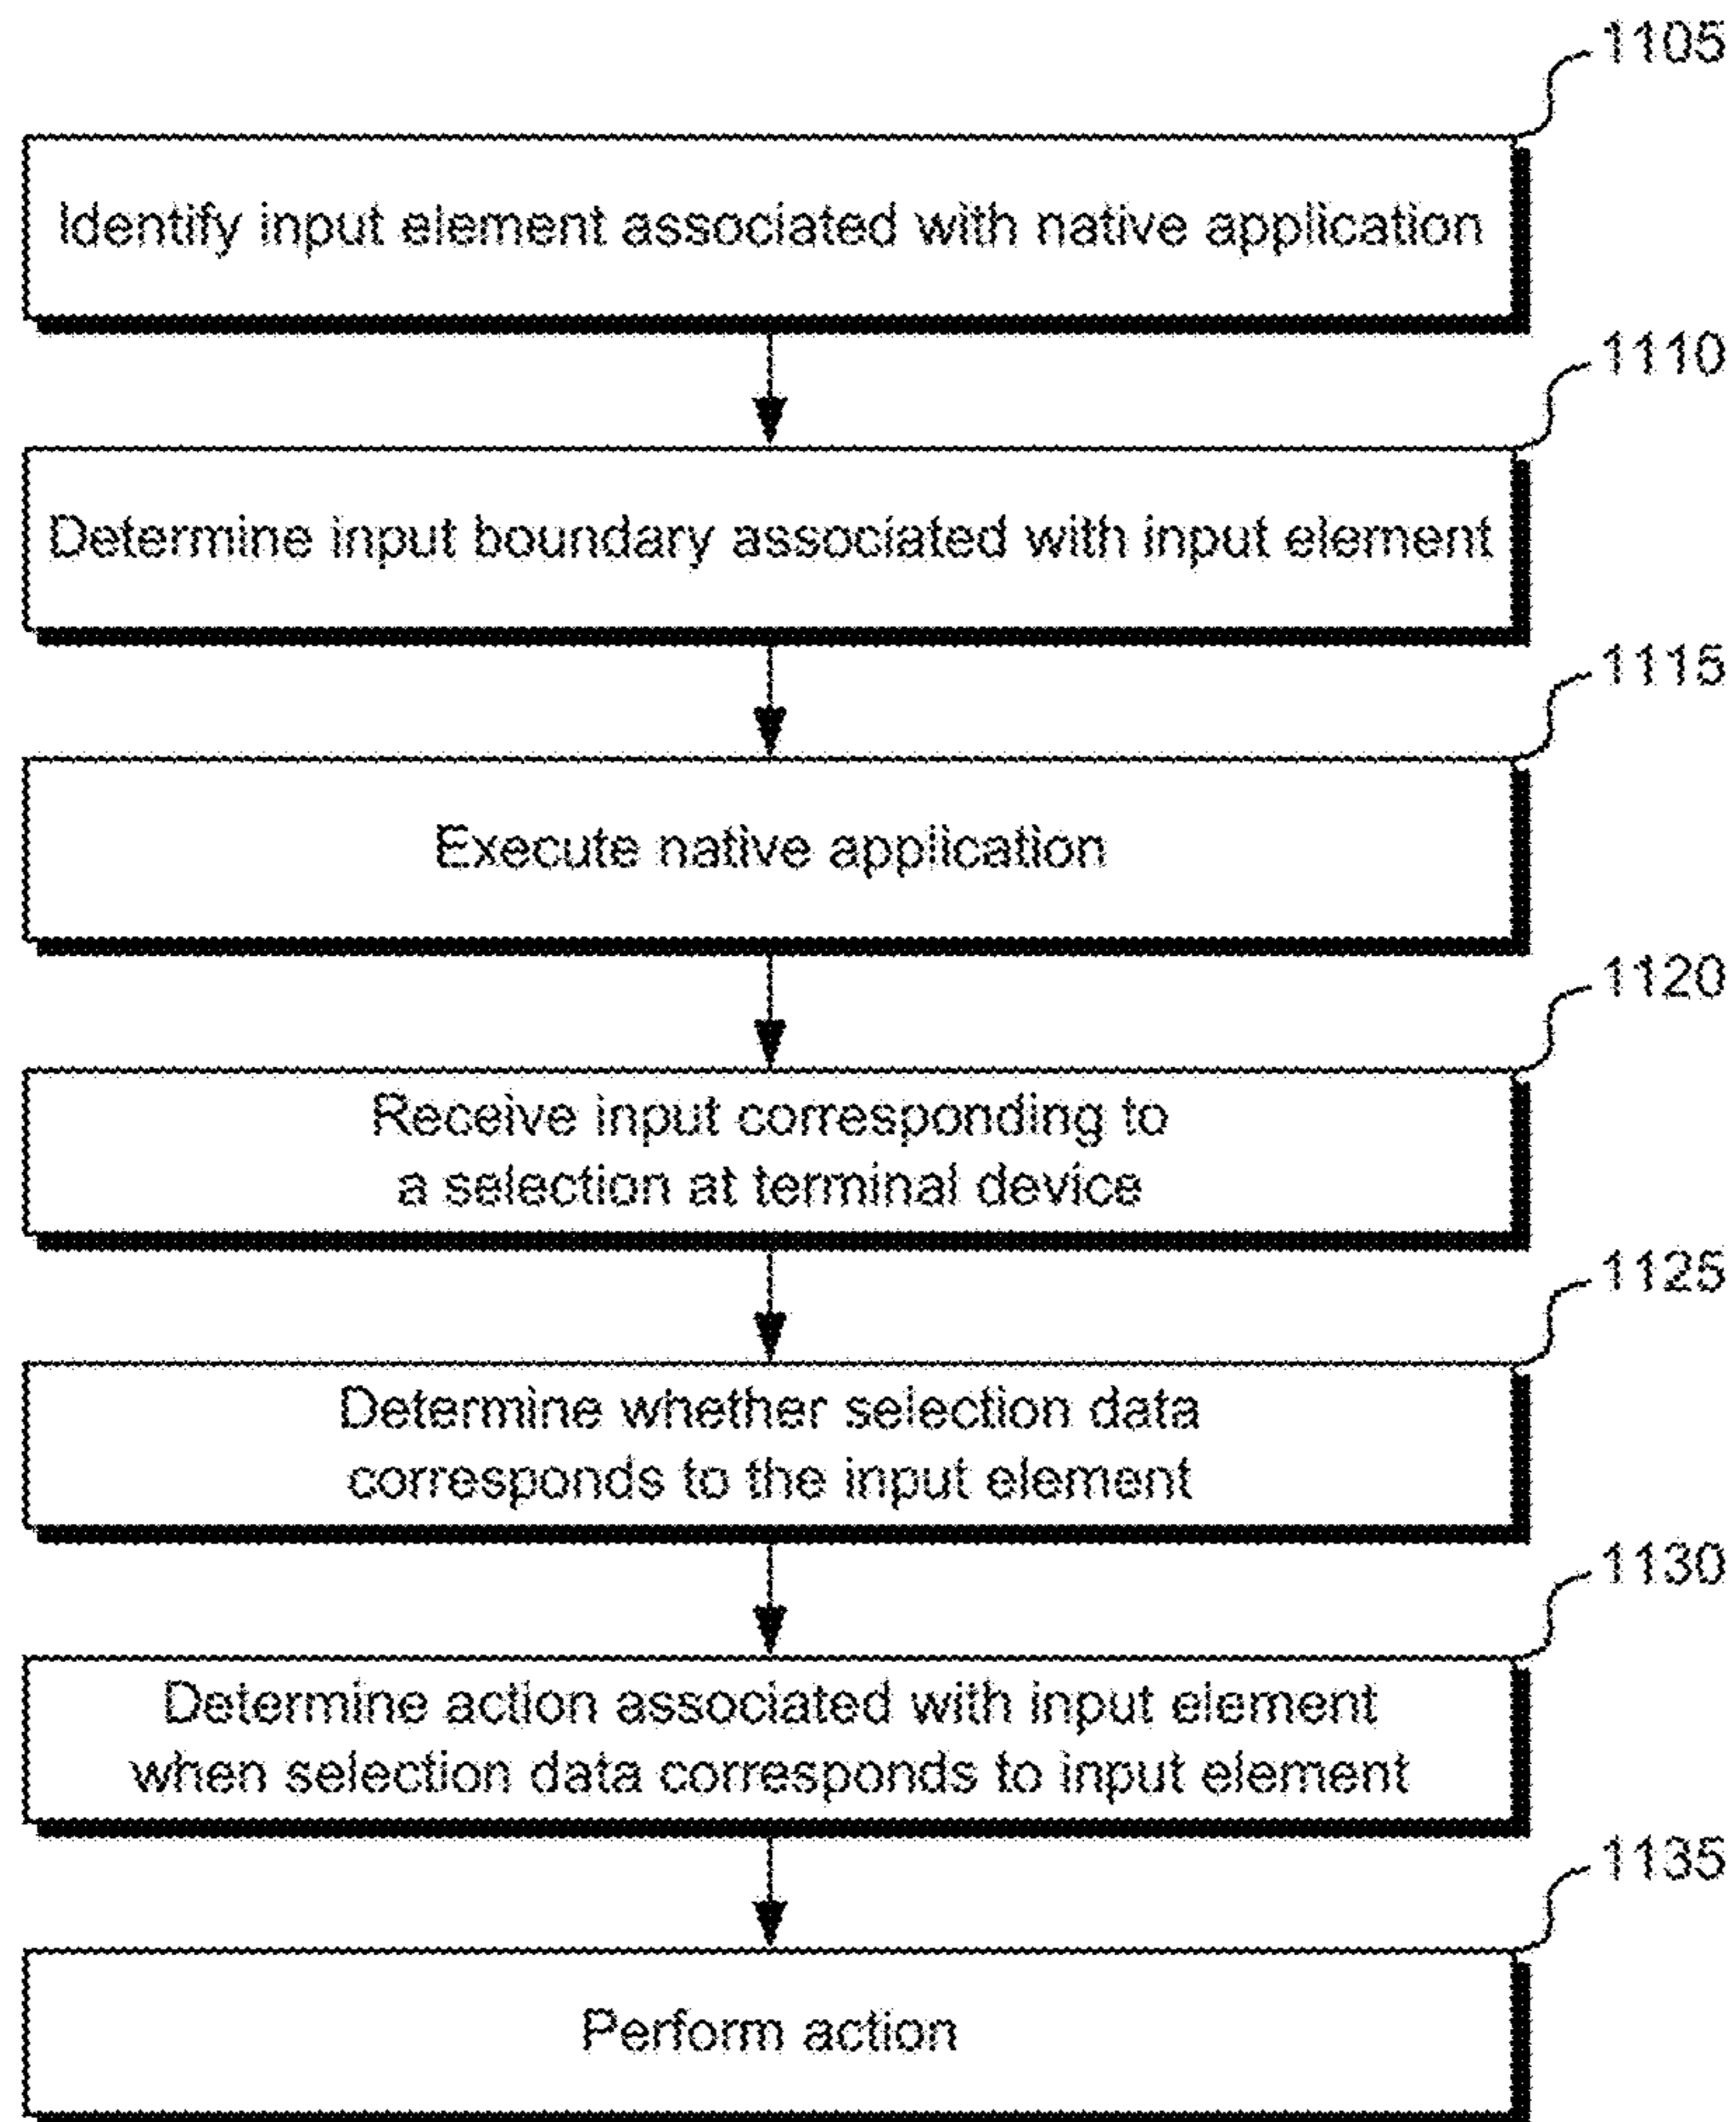 1105
Identify input element associated with native application
1110
Determine input boundary associated with input element
1115
Execute native application
1120
Receive input corresponding to
a selection at terminal device
1125
Determine whether selection data
corresponds to the input element
1130
Determine action associated with input element
when selection data corresponds to input element
1135
Perform action